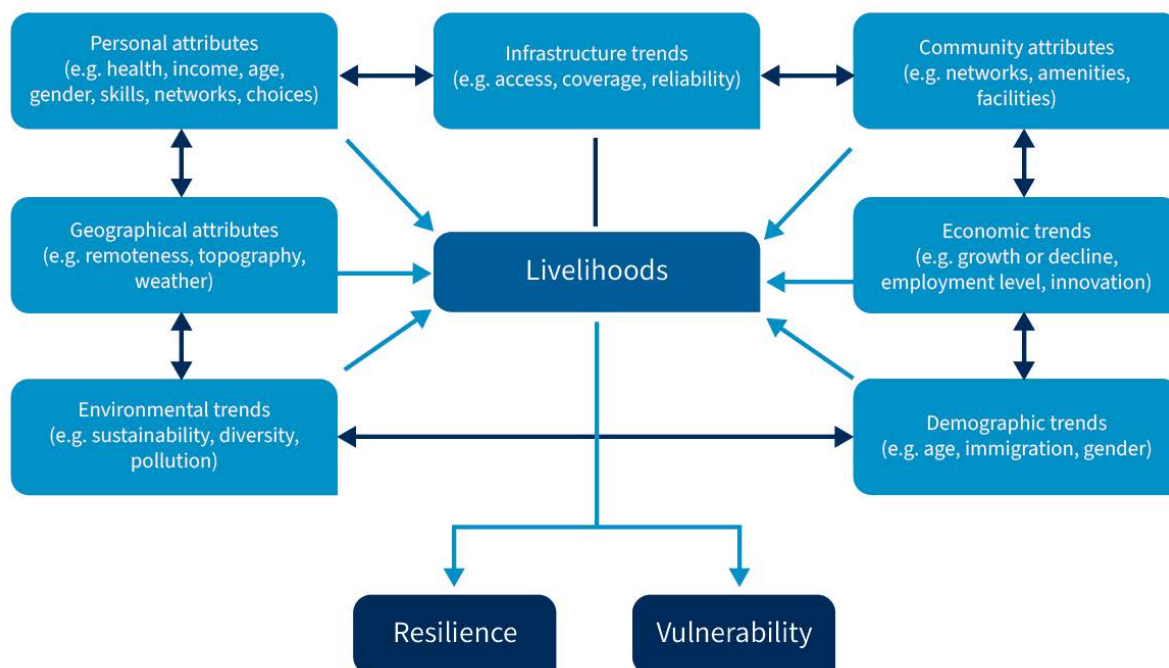 Personal attributes
(e.g. health, income, age,
gender, skills, networks, choices)
Infrastructure trends
(e.g. access, coverage, reliability)
Community attributes
(e.g. networks, amenities,
facilities)
Geographical attributes
(e.g. remoteness, topography,
weather)
Livelihoods
Economic trends
(e.g. growth or decline,
employment level, innovation)
Environmental trends
(e.g. sustainability, diversity,
pollution)
Demographic trends
(e.g. age, immigration, gender)
Resilience
Vulnerability